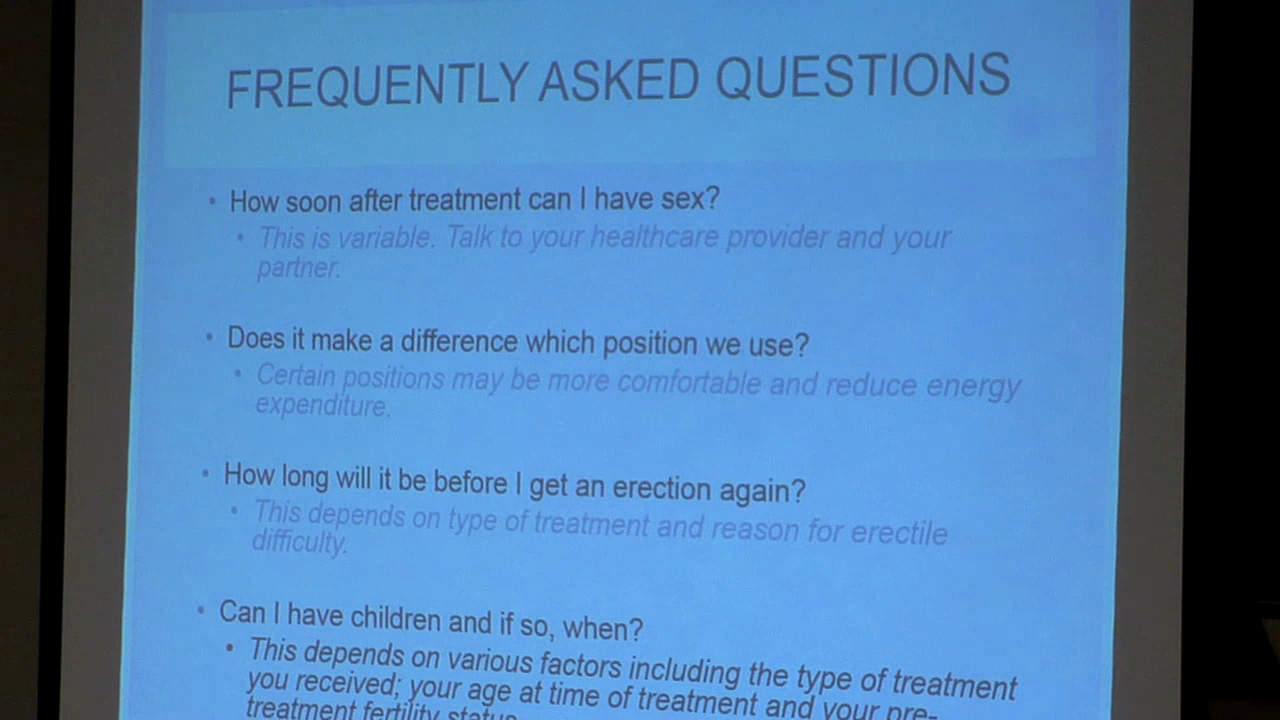 FREQUENTLY ASKED QUESTIONS
• How soon after treatment can I have sex?
• This is variable. Talk to your healthcare provider and your
partner.
• Does it make a difference which position we use?
• Certain positions may be more comfortable and reduce energy
expenditure.
• How long will it be before I get an erection again?
• This depends on type of treatment and reason for erectile
difficulty.
• Can I have children and if so, when?
• This depends on various factors including the type of treatment
you received; your age at time of treatment and your pre-
treatment fertility status